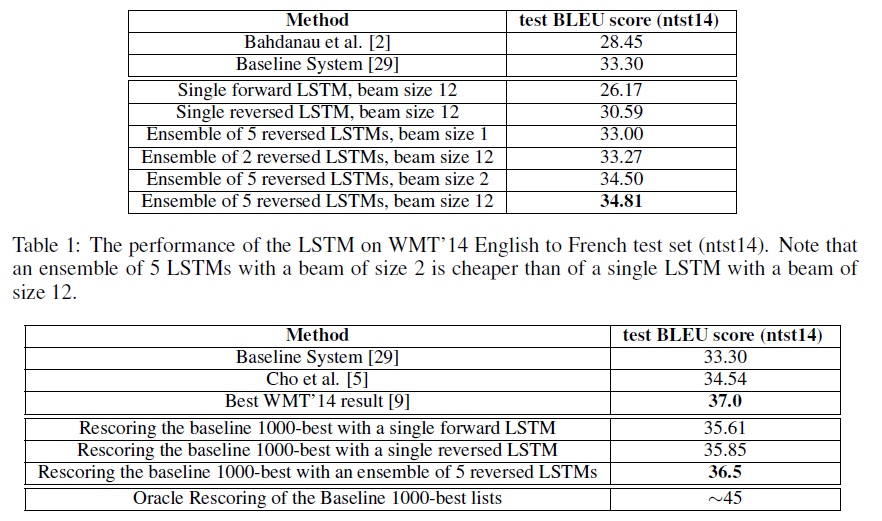 Method test BLEU score (ntst14)
Bahdanau et al. [2] 28.45
Baseline System [29] 33.30
Single forward LSTM, beam size 12 26.17
Single reversed LSTM, beam size 12 30.59
Ensemble of 5 reversed LSTMs, beam size 1 33.00
Ensemble of 2 reversed LSTMs, beam size 12 33.27
Ensemble of 5 reversed LSTMs, beam size 2 34.50
Ensemble of 5 reversed LSTMs, beam size 12 34.81
Table 1: The performance of the LSTM on WMT'14 English to French test set (ntst14). Note that
an ensemble of 5 LSTMs with a beam of size 2 is cheaper than of a single LSTM with a beam of
size 12.
Method test BLEU score (ntst14)
Baseline System [29] 33.30
Cho et al. [5] 34.54
Best WMT'14 result [9] 37.0
Rescoring the baseline 1000-best with a single forward LSTM 35.61
Rescoring the baseline 1000-best with a single reversed LSTM 35.85
Rescoring the baseline 1000-best with an ensemble of 5 reversed LSTMs 36.5
Oracle Rescoring of the Baseline 1000-best lists ∼45